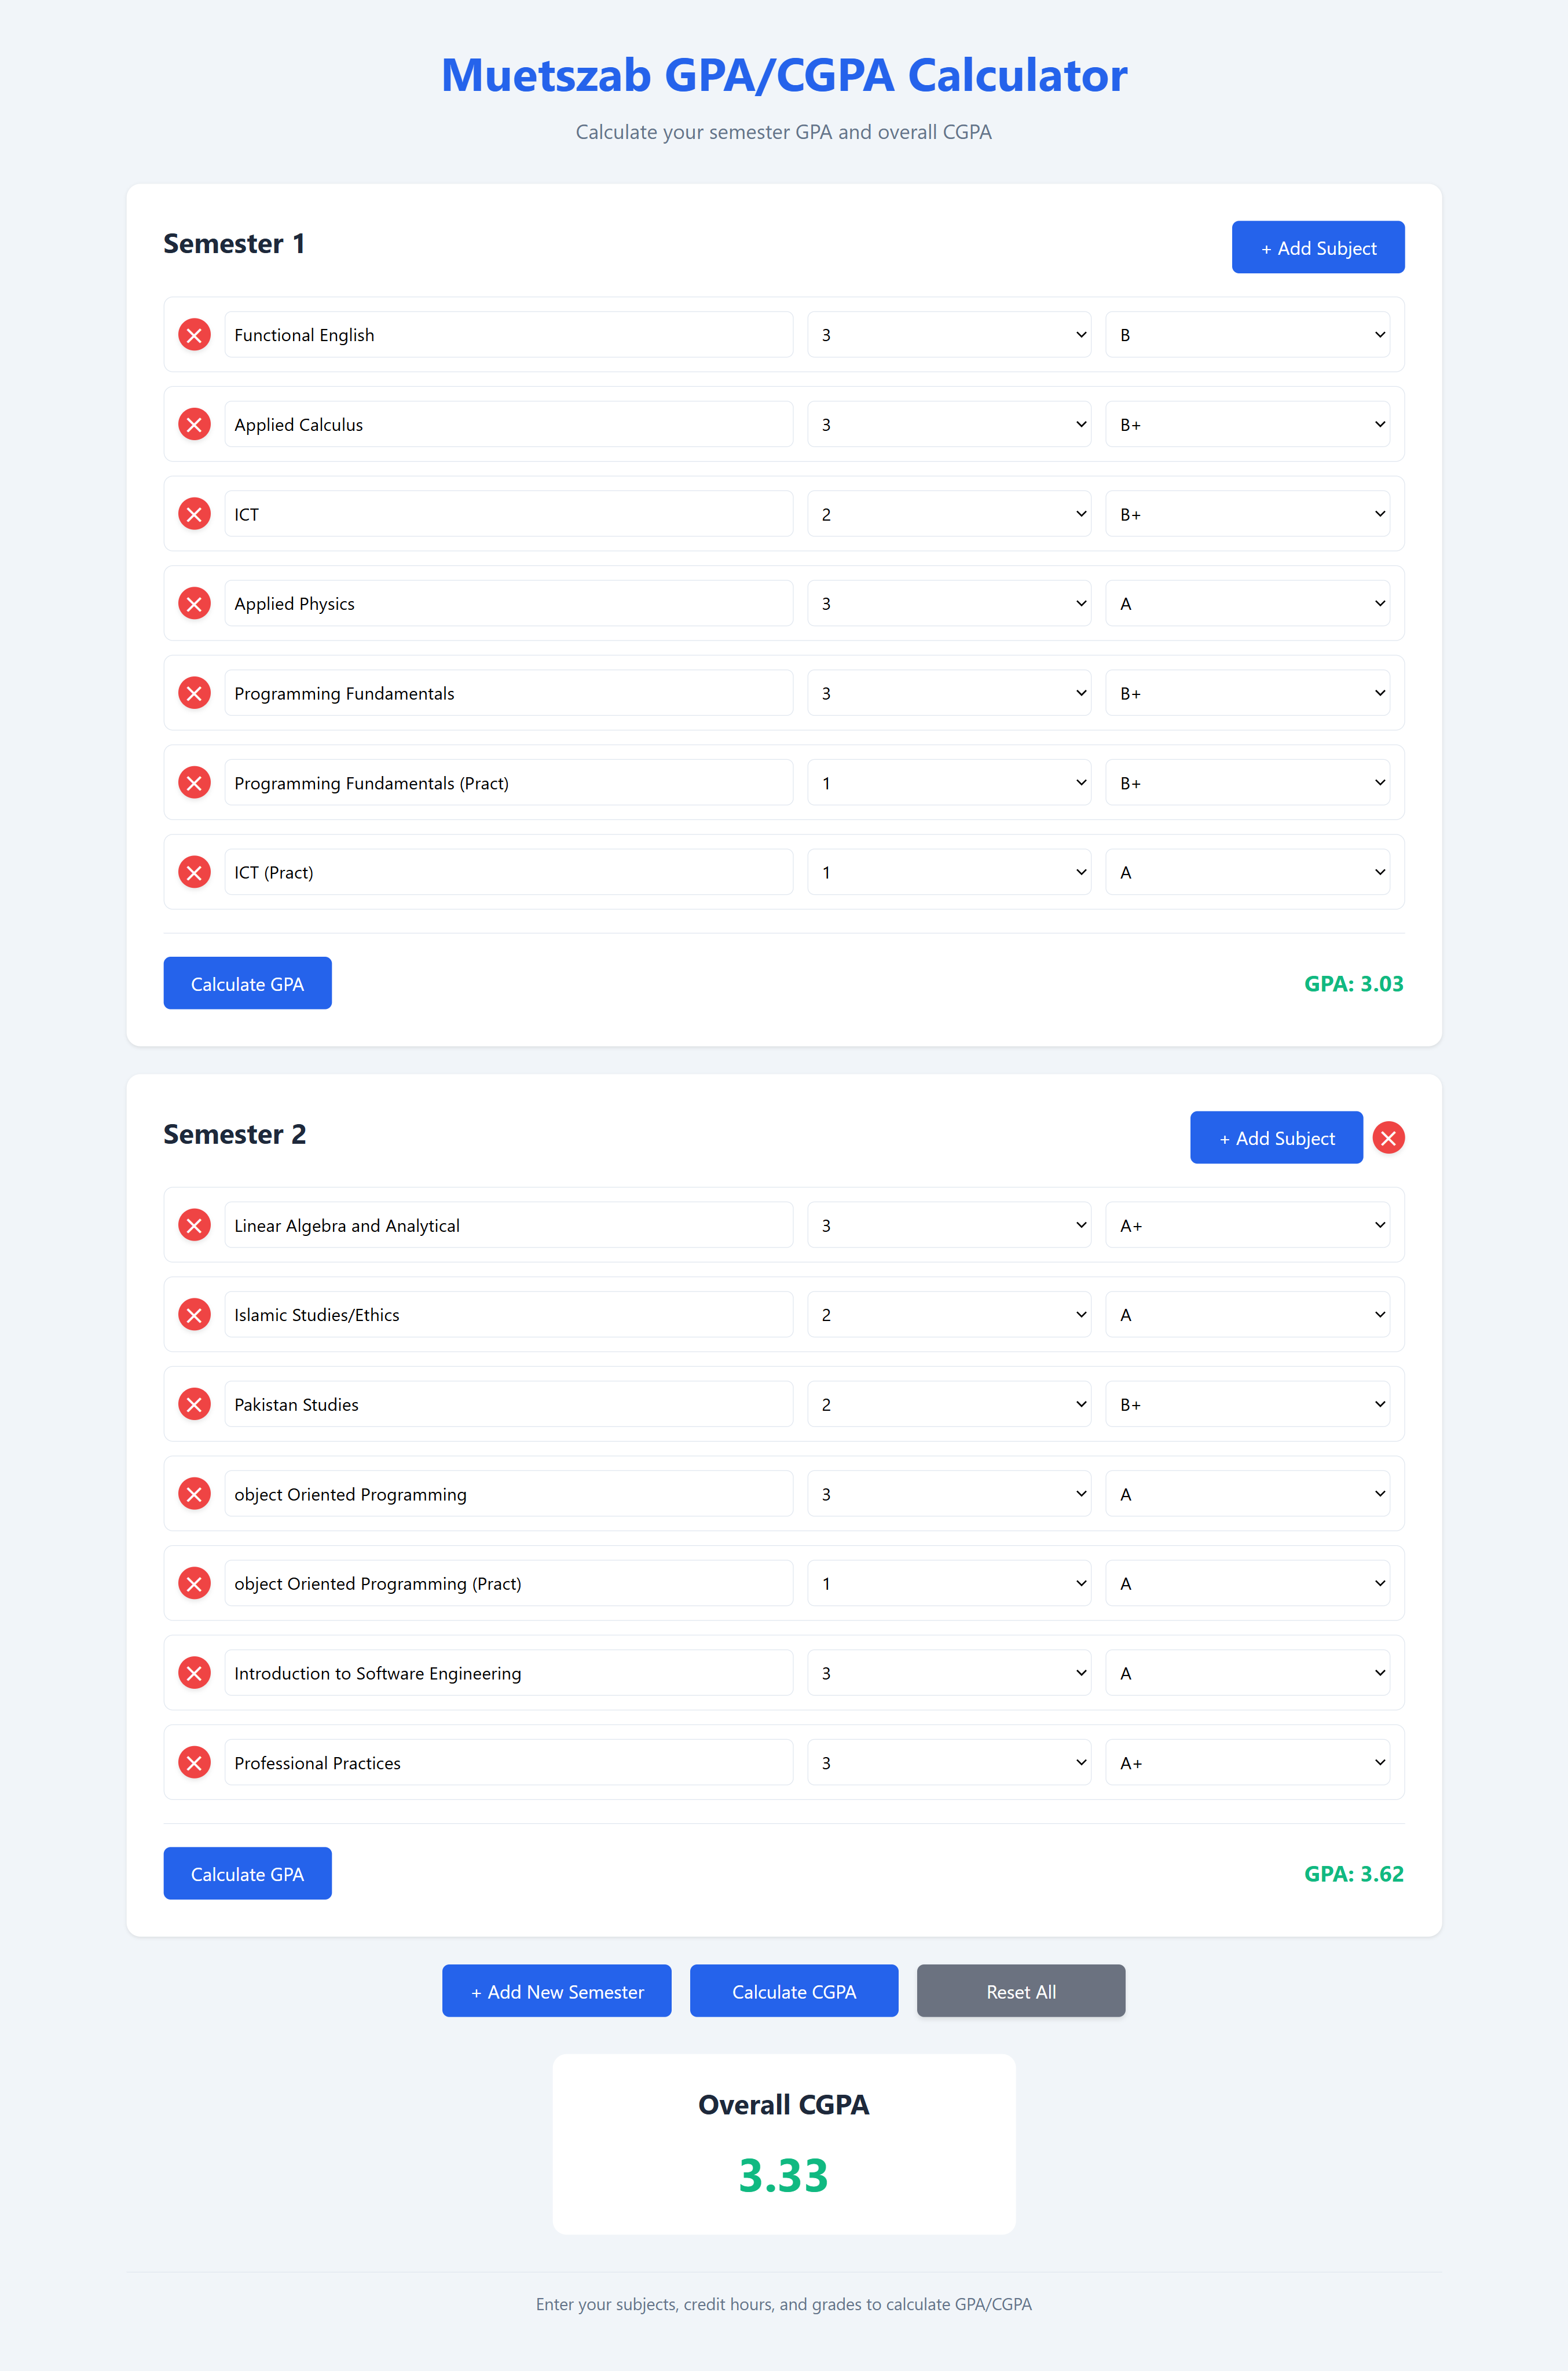 Muetszab GPA/CGPA Calculator
Calculate your semester GPA and overall CGPA
Semester 1
+ Add Subject
Functional English 3 B
Applied Calculus 3 B+
ICT 2 B+
Applied Physics 3 A
Programming Fundamentals 3 B+
Programming Fundamentals (Pract) 1 B+
ICT (Pract) 1 A
Calculate GPA GPA: 3.03
Semester 2
+ Add Subject
Linear Algebra and Analytical 3 A+
Islamic Studies/Ethics 2 A
Pakistan Studies 2 B+
object Oriented Programming 3 A
object Oriented Programming (Pract) 1 A
Introduction to Software Engineering 3 A
Professional Practices 3 A+
Calculate GPA GPA: 3.62
+ Add New Semester Calculate CGPA Reset All
Overall CGPA
3.33
Enter your subjects, credit hours, and grades to calculate GPA/CGPA